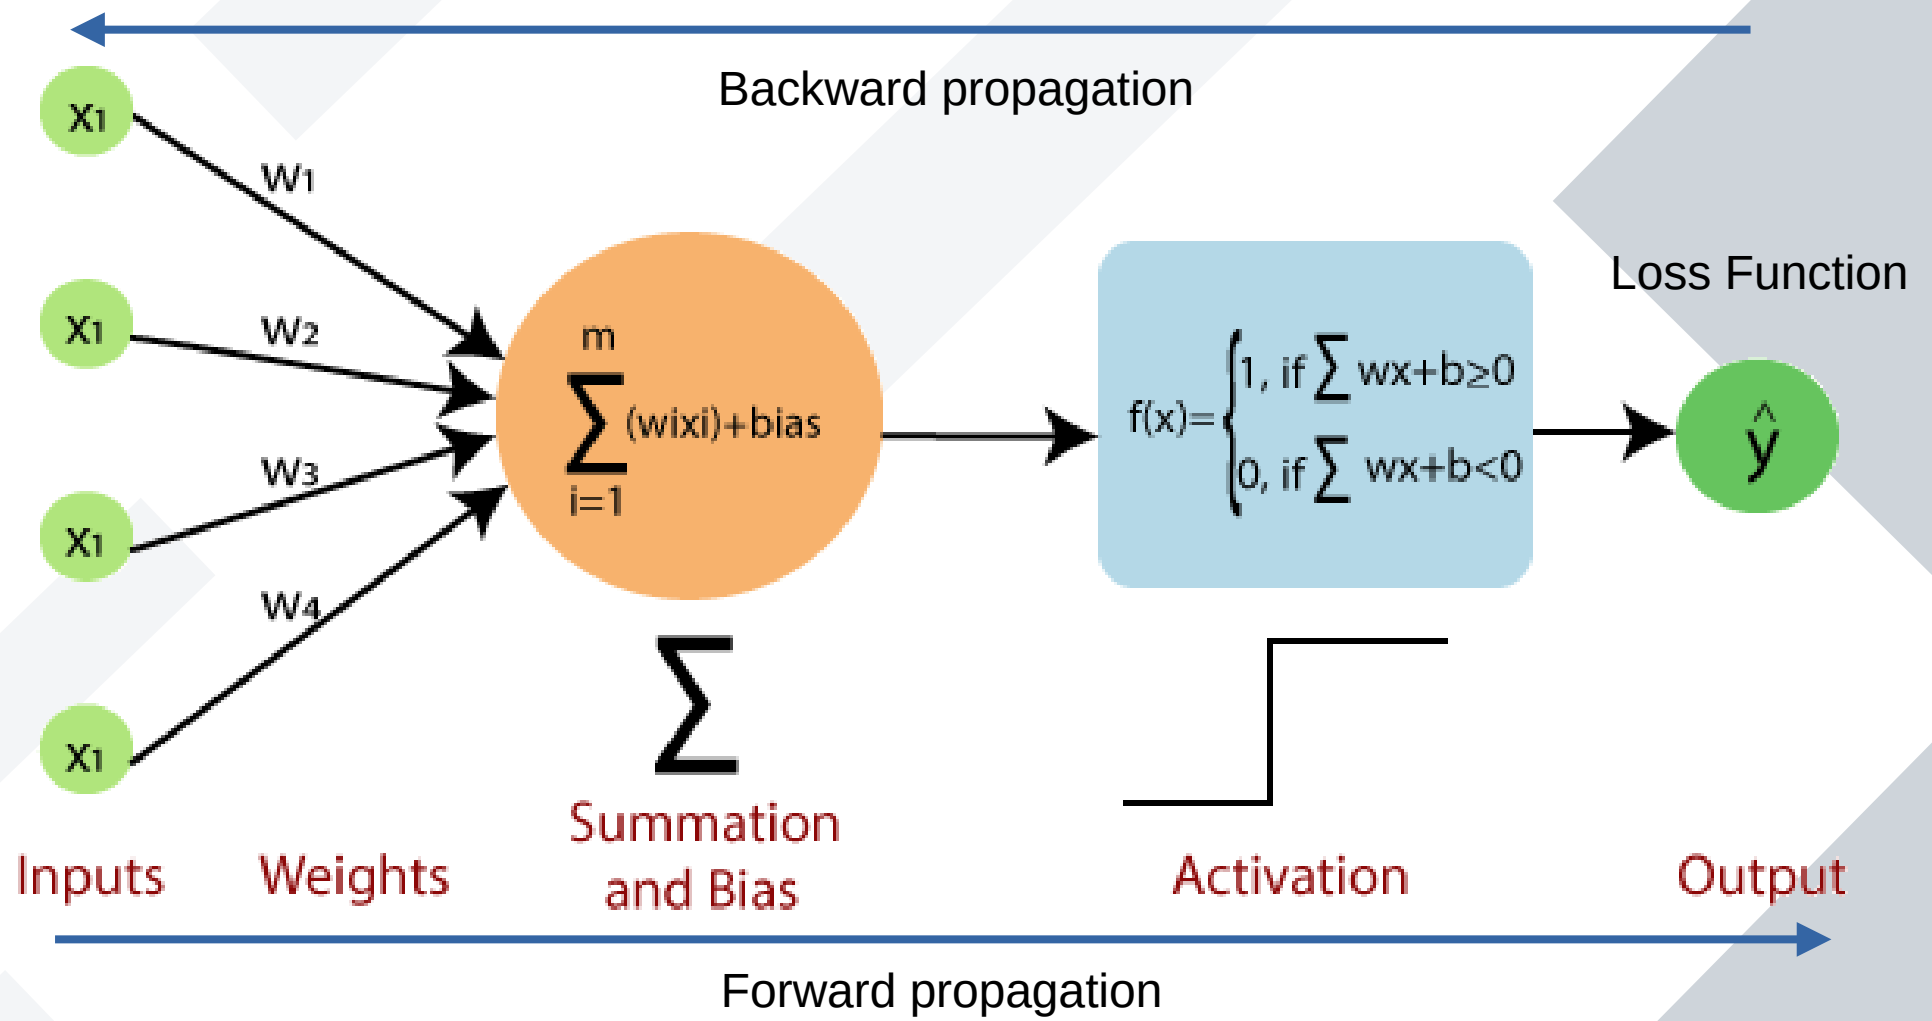 Backward propagation
x1
w1
x1
w2
x1
w3
x1
w4
m
∑(wixi)+bias
i=1
∑
f(x)={1, if ∑ wx+b≥0
0, if ∑ wx+b<0
Loss Function
ŷ
Inputs
Weights
Summation
and Bias
Activation
Output
Forward propagation